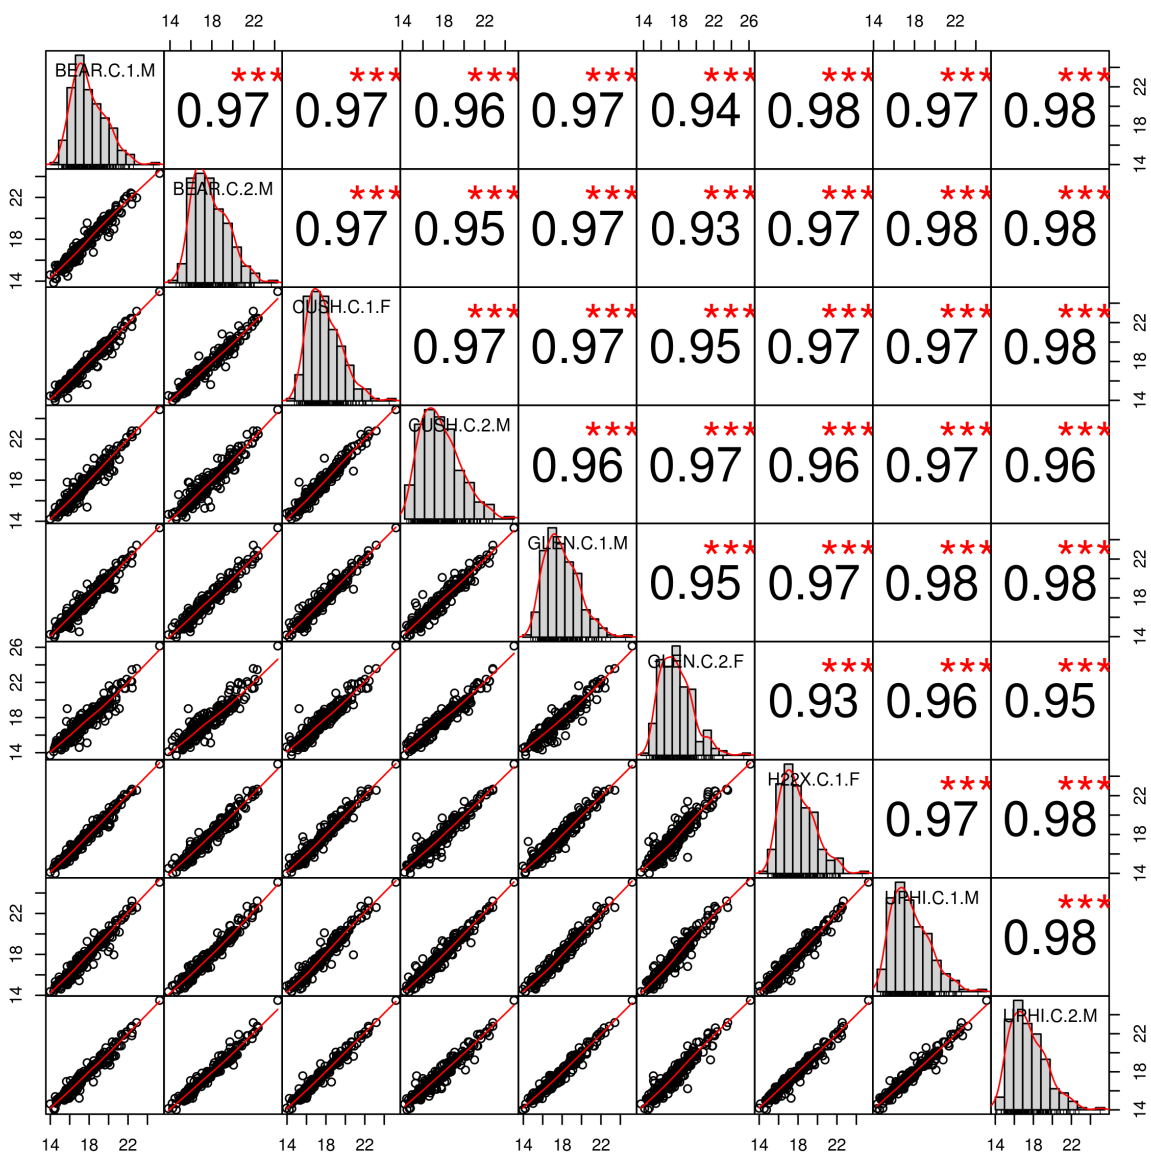 14 18 22 14 18 22 14 18 22 26 14 18 22
BEAR.C.1.M *** 0.97 *** 0.97 *** 0.96 *** 0.97 *** 0.94 *** 0.98 *** 0.97 *** 0.98 14 18 22
14 18 22 BEAR.C.2.M *** 0.97 *** 0.95 *** 0.97 *** 0.93 *** 0.97 *** 0.98 *** 0.98
CUSH.C.1.F *** 0.97 *** 0.97 *** 0.95 *** 0.97 *** 0.97 *** 0.98 14 18 22
14 18 22 CUSH.C.2.M *** 0.96 *** 0.97 *** 0.96 *** 0.97 *** 0.96
GLEN.C.1.M *** 0.95 *** 0.97 *** 0.98 *** 0.98 14 18 22
14 18 22 26 GLEN.C.2.F *** 0.93 *** 0.96 *** 0.95
H22X.C.1.F *** 0.97 *** 0.98 14 18 22
14 18 22 LPHI.C.1.M *** 0.98
LPHI.C.2.M 14 18 22
14 18 22 14 18 22 14 18 22 14 18 22 14 18 22